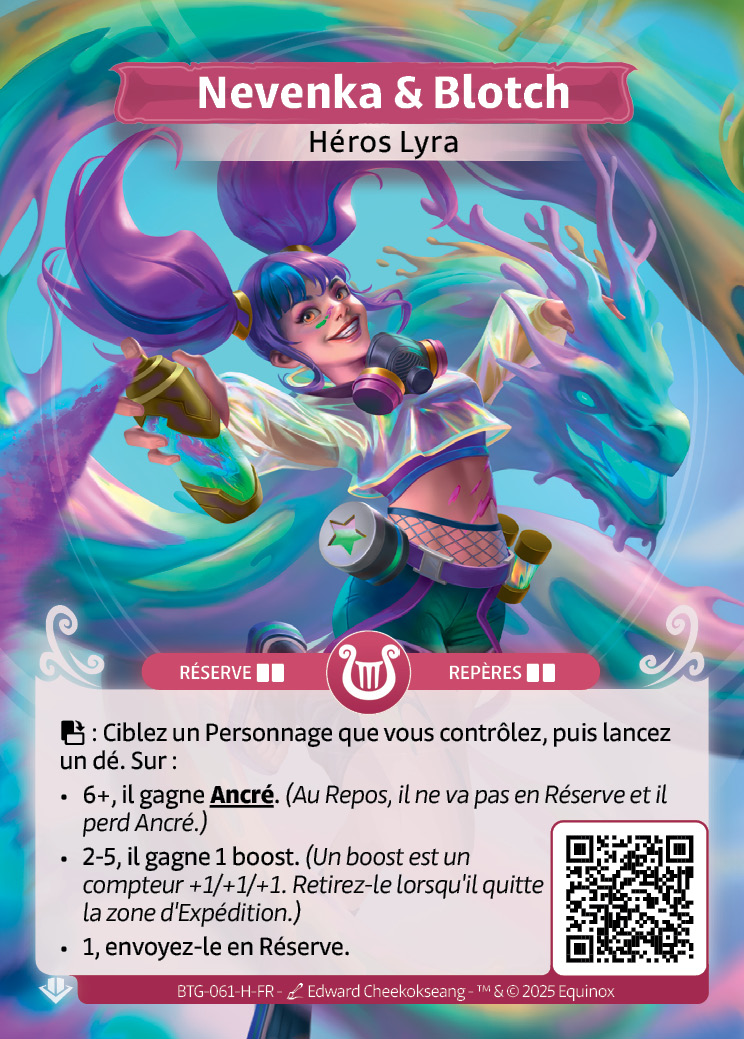 Nevenka & Blotch
Héros Lyra
RÉSERVE
REPÈRES
: Ciblez un Personnage que vous contrôlez, puis lancez
un dé. Sur :
• 6+, il gagne Ancré. (Au Repos, il ne va pas en Réserve et il
perd Ancré.)
• 2-5, il gagne 1 boost. (Un boost est un
compteur +1/+1/+1. Retirez-le lorsqu'il quitte
la zone d'Expédition.)
• 1, envoyez-le en Réserve.
BTG-061-H-FR - Edward Cheekokseang - ™ & © 2025 Equinox